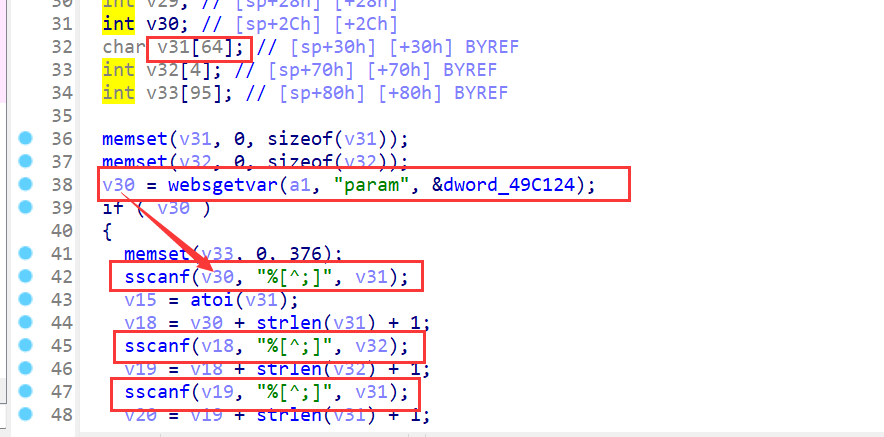 30 int v29; // [sp+28h] [+28h]
31 int v30; // [sp+2Ch] [+2Ch]
32 char v31[64]; // [sp+30h] [+30h] BYREF
33 int v32[4]; // [sp+70h] [+70h] BYREF
34 int v33[95]; // [sp+80h] [+80h] BYREF
35
36 memset(v31, 0, sizeof(v31));
37 memset(v32, 0, sizeof(v32));
38 v30 = websgetvar(a1, "param", &dword_49C124);
39 if ( v30 )
40 {
41 memset(v33, 0, 376);
42 sscanf(v30, "%[^;]", v31);
43 v15 = atoi(v31);
44 v18 = v30 + strlen(v31) + 1;
45 sscanf(v18, "%[^;]", v32);
46 v19 = v18 + strlen(v32) + 1;
47 sscanf(v19, "%[^;]", v31);
48 v20 = v19 + strlen(v31) + 1;